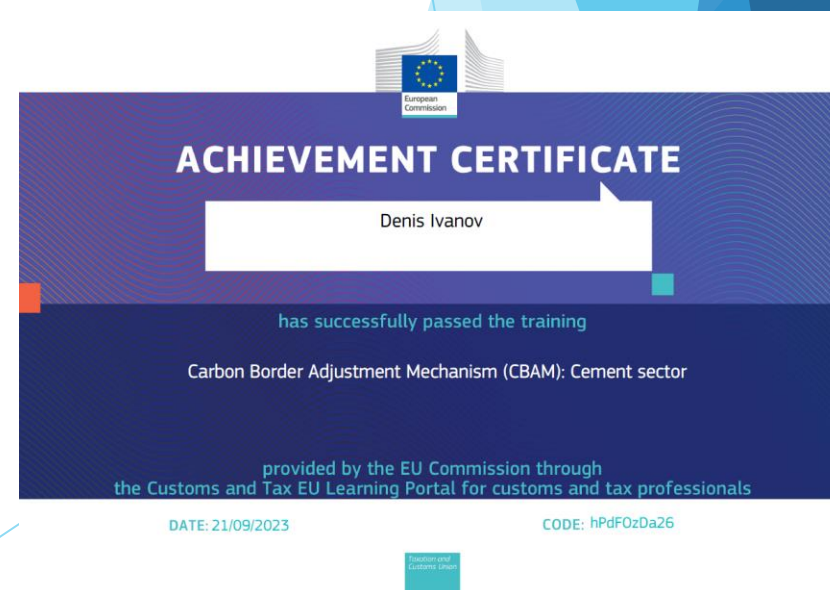 European
Commission
ACHIEVEMENT CERTIFICATE
Denis Ivanov
has successfully passed the training
Carbon Border Adjustment Mechanism (CBAM): Cement sector
provided by the EU Commission through
the Customs and Tax EU Learning Portal for customs and tax professionals
DATE: 21/09/2023
CODE: hPdFOzDa26
Taxation and
Customs Union